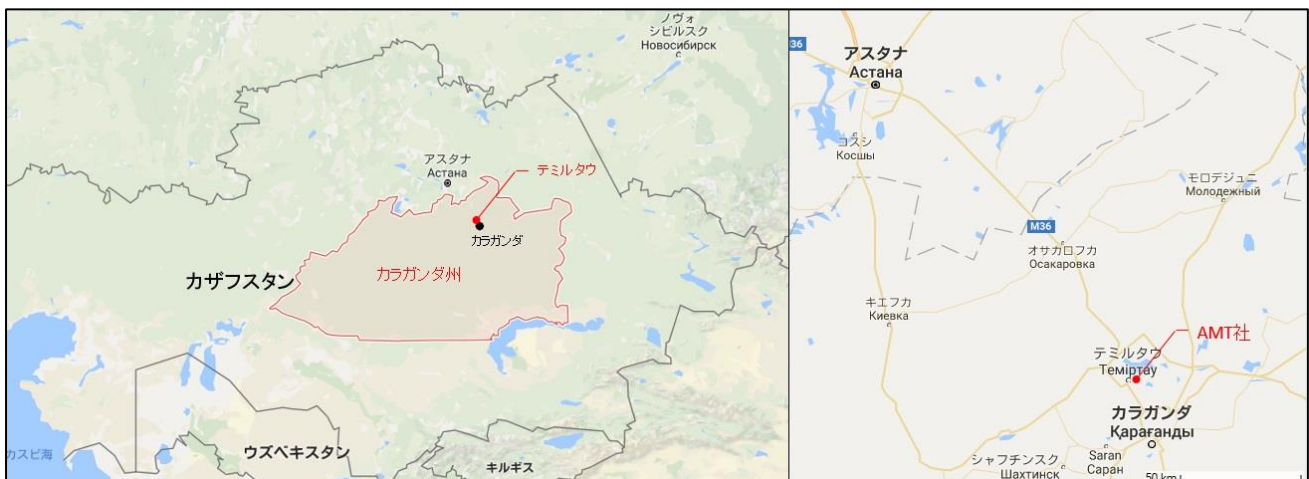 ノヴォ
シビルスク
Новосибирск
アスタナ
Астана
テミルタウ
カラガンダ
カザフスタン
カラガンダ州
カスピ海
ウズベキスタン
キルギス
36
アスタナ
Астана
コスシ
Косшы
モロデジュニ
Молодежный
M36
オサカロフカ
Осакаровка
キエフカ
Киевка
AMT社
テミルタウ
Теміртау
カラガンダ
Қарағанды
シャフチンスク
Шахтинск
Saran
Саран
50 km